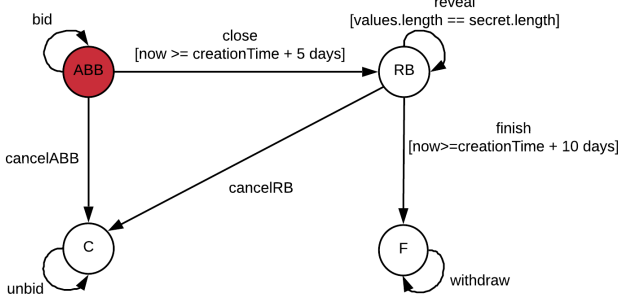 reveal
bid
close
[values.length == secret.length]
[now >= creationTime + 5 days]
ABB
RB
finish
[now>=creationTime + 10 days]
cancelABB
cancelRB
C
F
unbid
withdraw